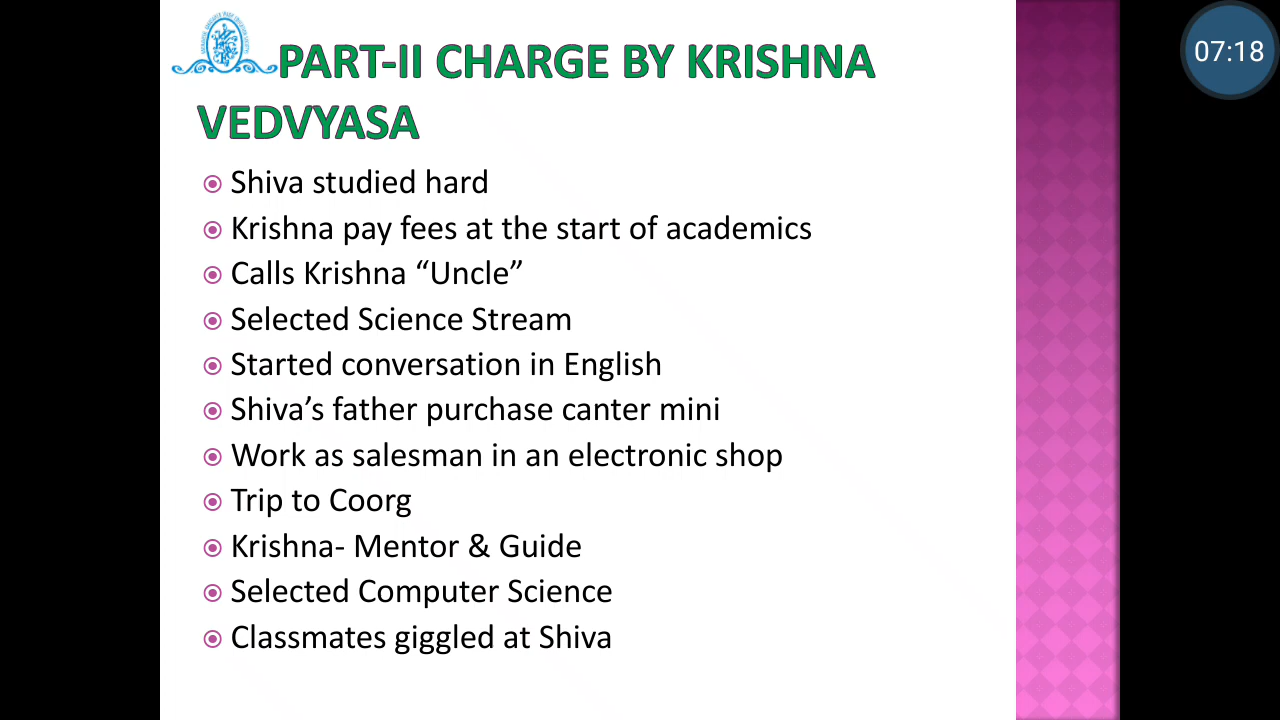 PART-II CHARGE BY KRISHNA
VEDVYASA
Shiva studied hard
Krishna pay fees at the start of academics
Calls Krishna “Uncle”
Selected Science Stream
Started conversation in English
Shiva’s father purchase canter mini
Work as salesman in an electronic shop
Trip to Coorg
Krishna- Mentor & Guide
Selected Computer Science
Classmates giggled at Shiva
07:18